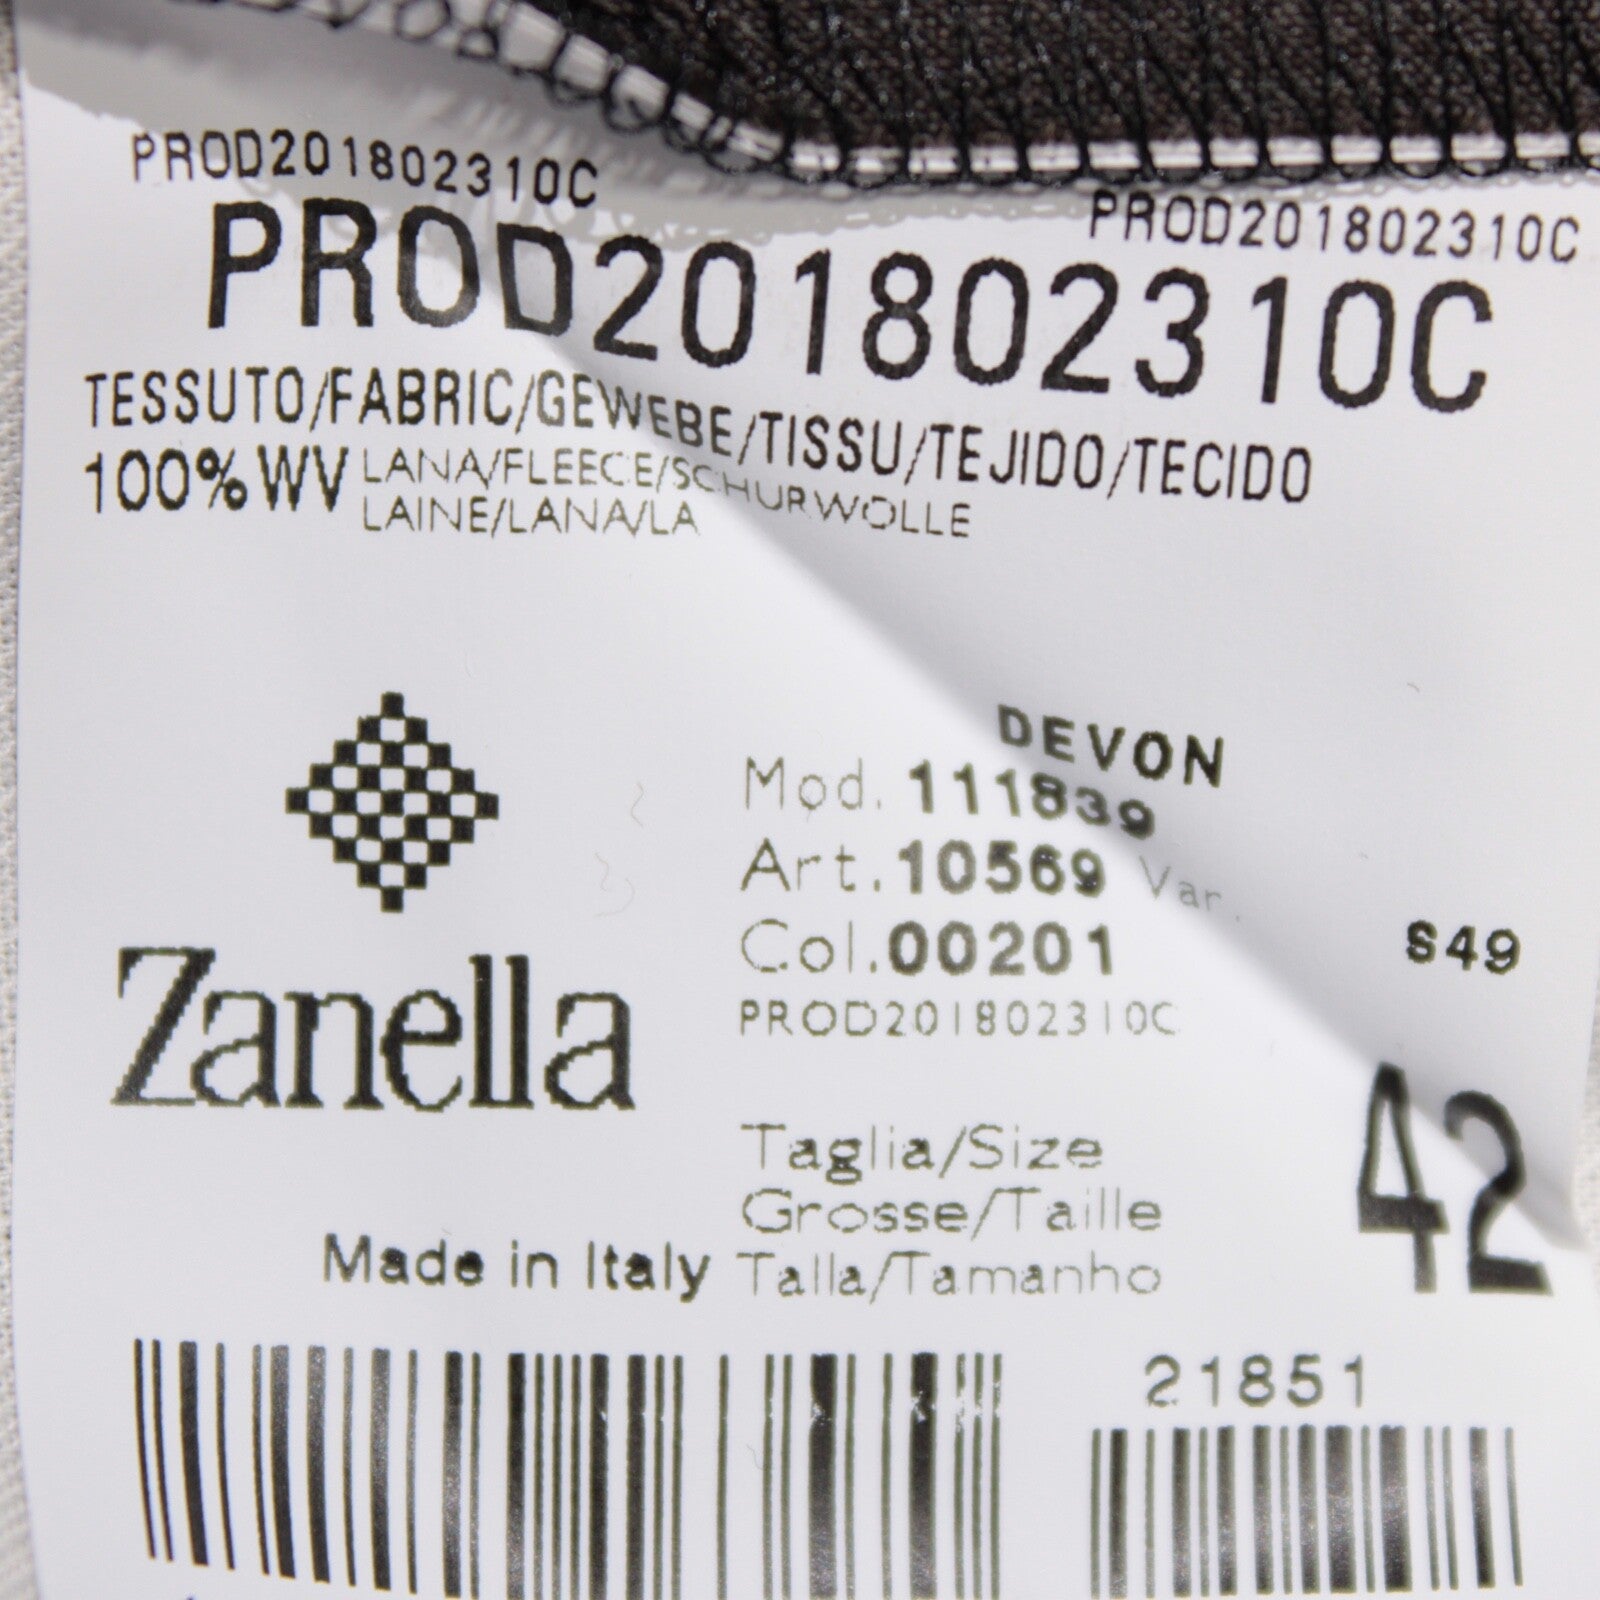 PROD201802310C
PROD201802310C
PROD201802310C
TESSUTO/FABRIC/GEWEBE/TISSU/TEJIDO/TECIDO
100% WV LANA/FLEECE/SCHURWOLLE
LAINE/LANA/LA
DEVON
Mod. 111839
Art. 10569 Var.
Col. 00201 S49
PROD201802310C
Zanella
Taglia/Size
Grosse/Taille 42
Made in Italy Talla/Tamanho
21851